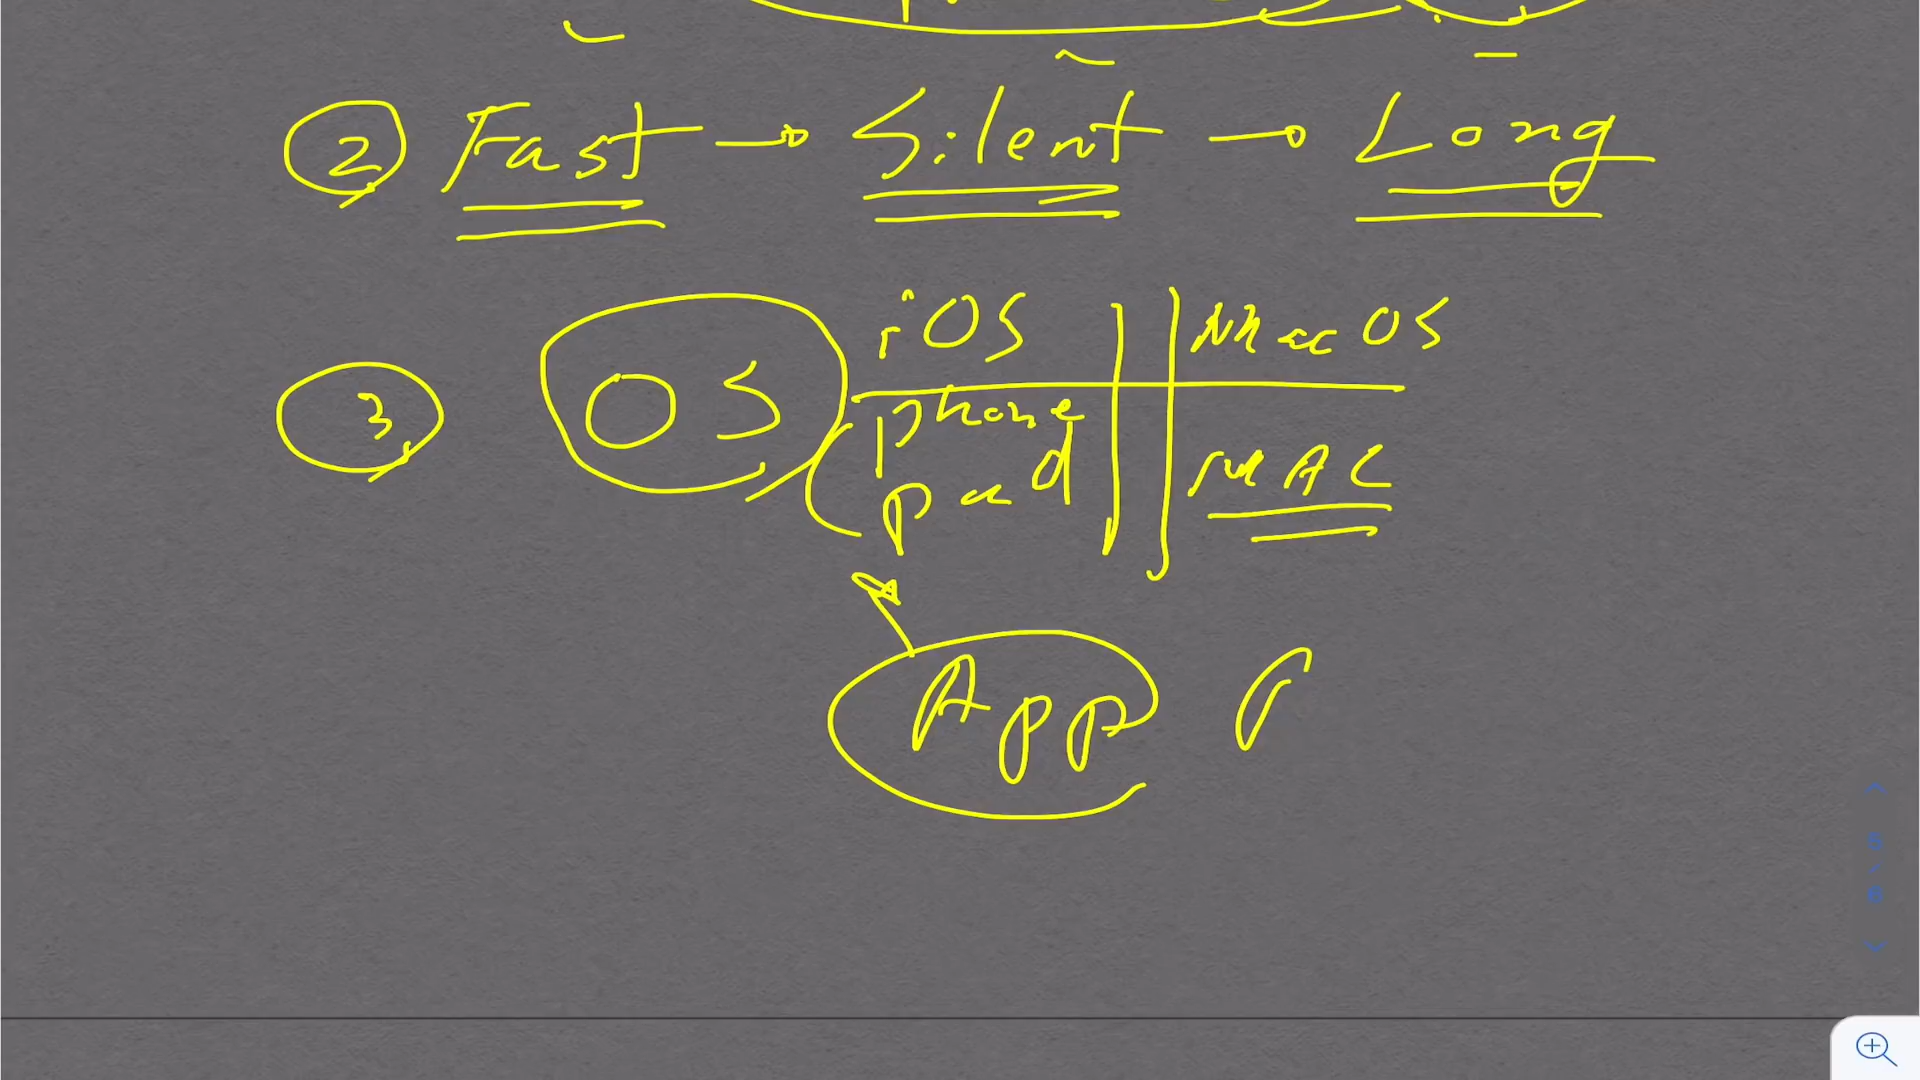 ② Fast → Silent → Long
iOS MacOS
③ OS
Phone
Pad MAC
App